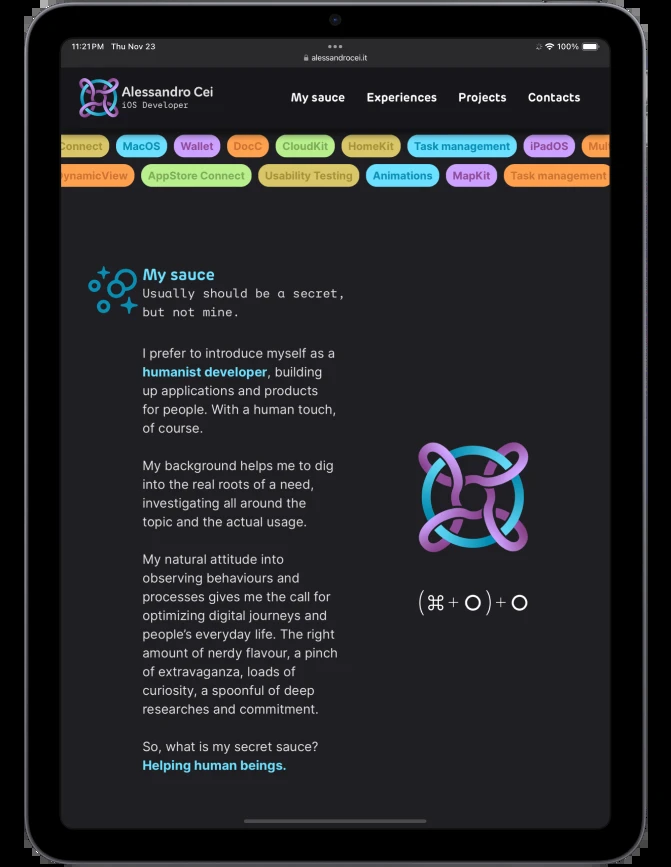 11:21 PM Thu Nov 23
100%
alessandrocei.it
Alessandro Cei
iOS Developer
My sauce Experiences Projects Contacts
Connect MacOS Wallet DocC CloudKit HomeKit Task management iPadOS Mul
ynamicView AppStore Connect Usability Testing Animations MapKit Task management
My sauce
Usually should be a secret,
but not mine.
I prefer to introduce myself as a
humanist developer, building
up applications and products
for people. With a human touch,
of course.
My background helps me to dig
into the real roots of a need,
investigating all around the
topic and the actual usage.
My natural attitude into
observing behaviours and
processes gives me the call for
optimizing digital journeys and
people's everyday life. The right
amount of nerdy flavour, a pinch
of extravaganza, loads of
curiosity, a spoonful of deep
researches and commitment.
So, what is my secret sauce?
Helping human beings.
(⌘+O)+O